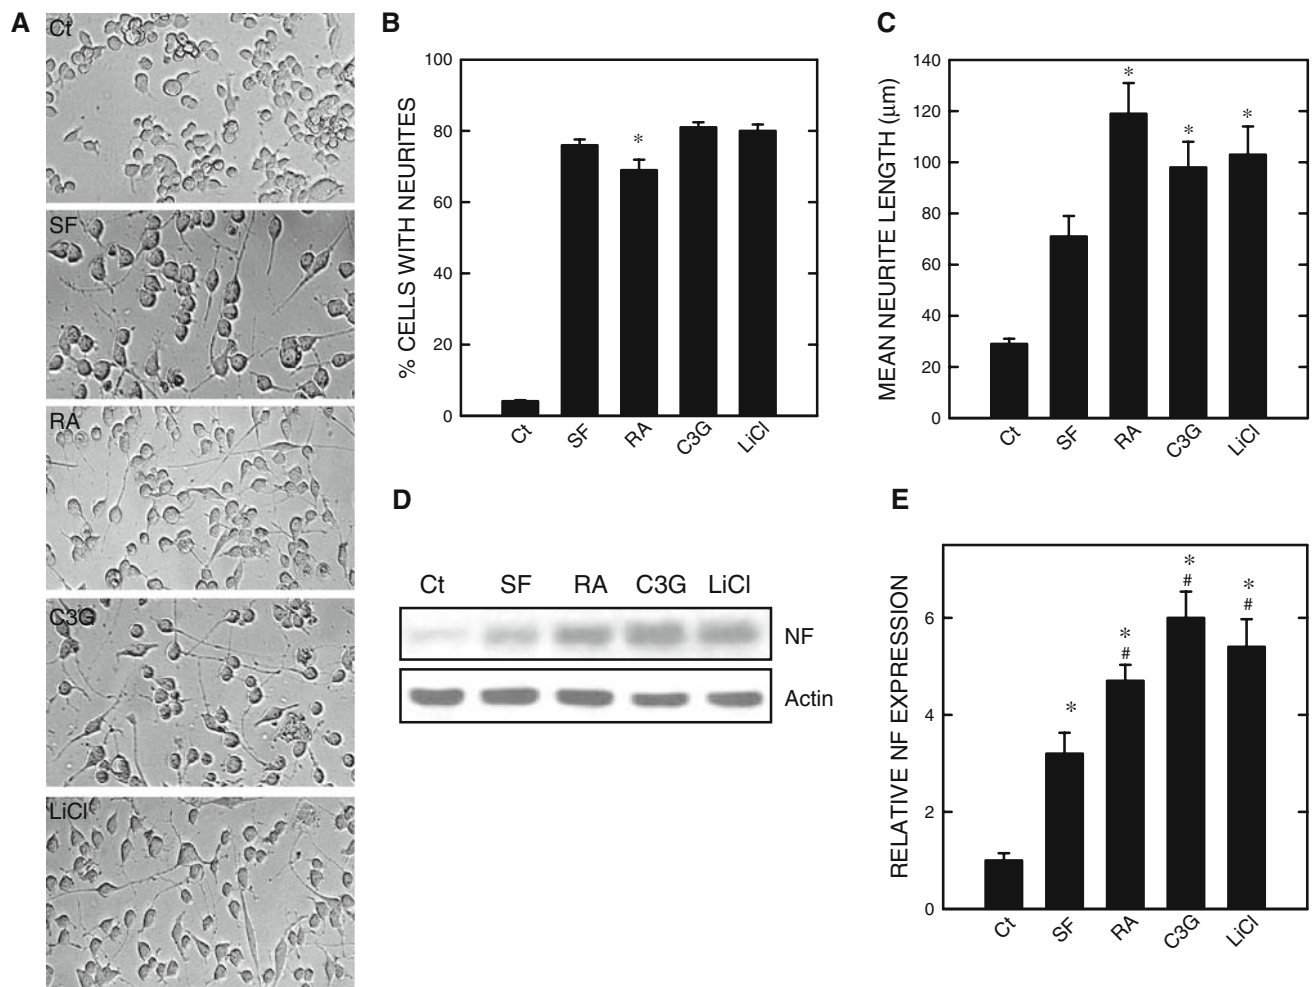 A
Ct
SF
RA
C3G
LiCl
B
% CELLS WITH NEURITES
100
80
60
40
20
0
*
Ct
SF
RA
C3G
LiCl
C
MEAN NEURITE LENGTH (μm)
140
120
100
80
60
40
20
0
*
*
*
Ct
SF
RA
C3G
LiCl
D
Ct SF RA C3G LiCl
NF
Actin
E
RELATIVE NF EXPRESSION
6
4
2
0
*
*
#
*
#
*
#
Ct
SF
RA
C3G
LiCl